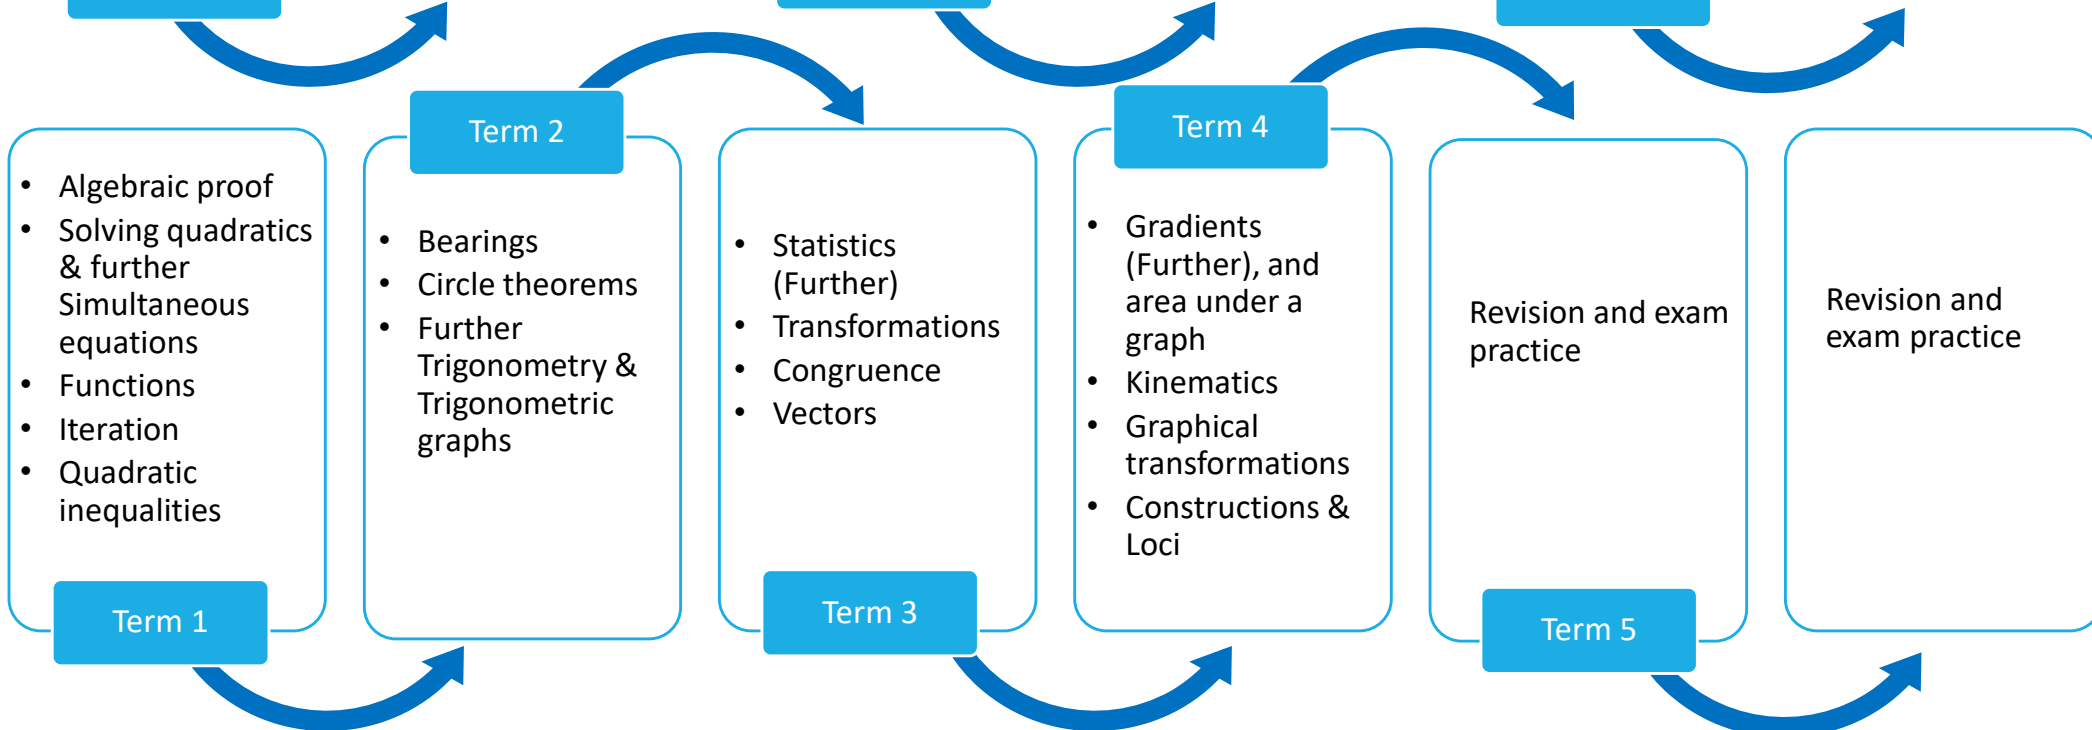 • Algebraic proof
• Solving quadratics
& further
Simultaneous
equations
• Functions
• Iteration
• Quadratic
inequalities
Term 1
Term 2
• Bearings
• Circle theorems
• Further
Trigonometry &
Trigonometric
graphs
• Statistics
(Further)
• Transformations
• Congruence
• Vectors
Term 3
Term 4
• Gradients
(Further), and
area under a
graph
• Kinematics
• Graphical
transformations
• Constructions &
Loci
Revision and exam
practice
Term 5
Revision and
exam practice